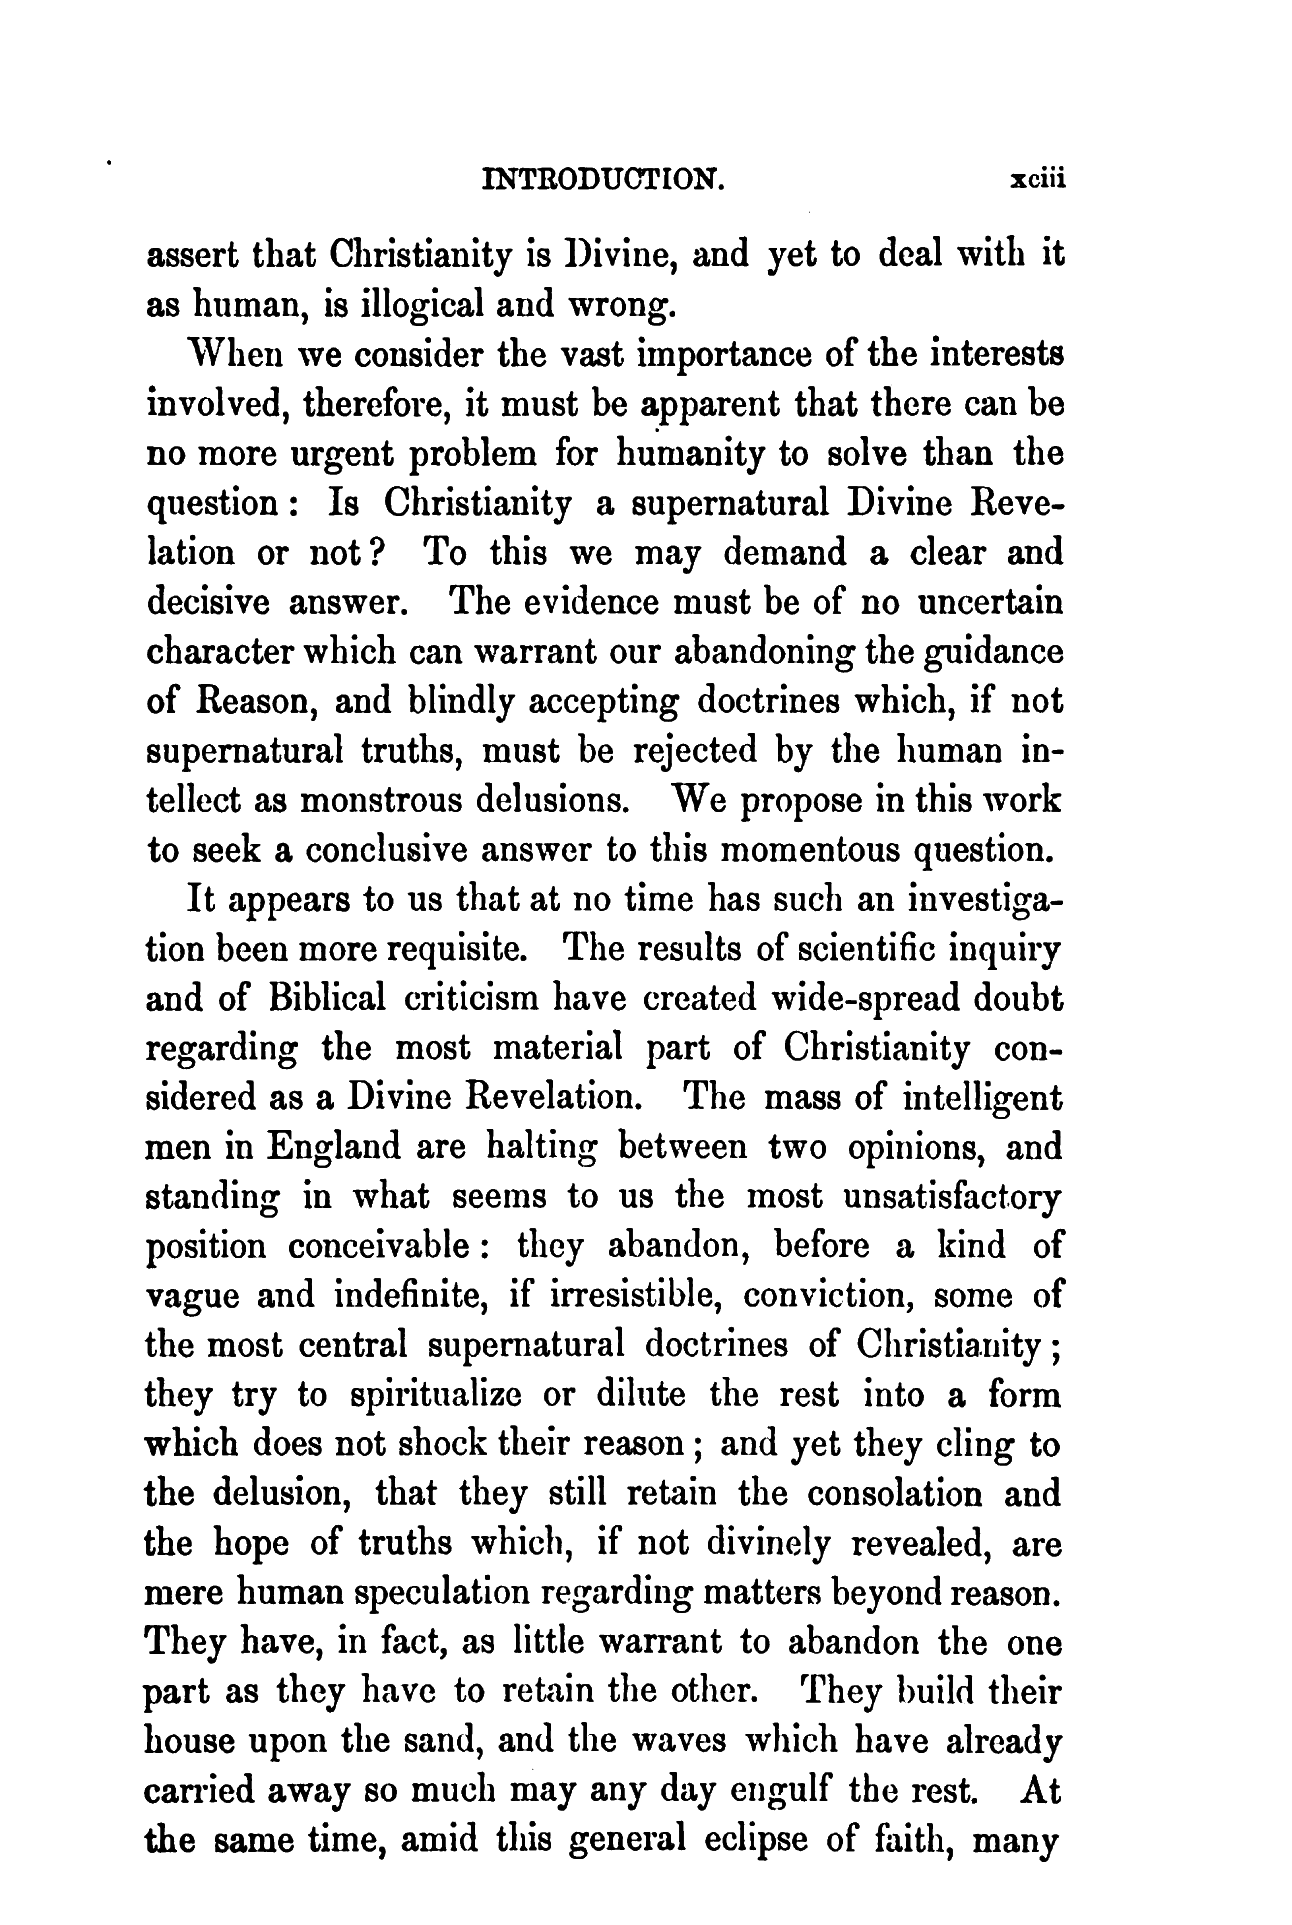 INTRODUCTION. xciii
assert that Christianity is Divine, and yet to deal with it
as human, is illogical and wrong.
When we consider the vast importance of the interests
involved, therefore, it must be apparent that there can be
no more urgent problem for humanity to solve than the
question : Is Christianity a supernatural Divine Reve-
lation or not? To this we may demand a clear and
decisive answer. The evidence must be of no uncertain
character which can warrant our abandoning the guidance
of Reason, and blindly accepting doctrines which, if not
supernatural truths, must be rejected by the human in-
tellect as monstrous delusions. We propose in this work
to seek a conclusive answer to this momentous question.
It appears to us that at no time has such an investiga-
tion been more requisite. The results of scientific inquiry
and of Biblical criticism have created wide-spread doubt
regarding the most material part of Christianity con-
sidered as a Divine Revelation. The mass of intelligent
men in England are halting between two opinions, and
standing in what seems to us the most unsatisfactory
position conceivable : they abandon, before a kind of
vague and indefinite, if irresistible, conviction, some of
the most central supernatural doctrines of Christianity ;
they try to spiritualize or dilute the rest into a form
which does not shock their reason ; and yet they cling to
the delusion, that they still retain the consolation and
the hope of truths which, if not divinely revealed, are
mere human speculation regarding matters beyond reason.
They have, in fact, as little warrant to abandon the one
part as they have to retain the other. They build their
house upon the sand, and the waves which have already
carried away so much may any day engulf the rest. At
the same time, amid this general eclipse of faith, many